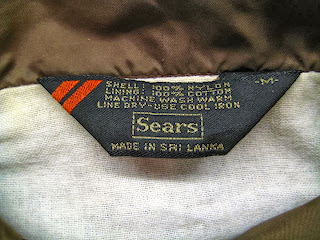 SHELL: 100% NYLON
LINING: 100% COTTON
MACHINE WASH WARM
LINE DRY-USE COOL IRON
-M-
Sears
MADE IN SRI LANKA